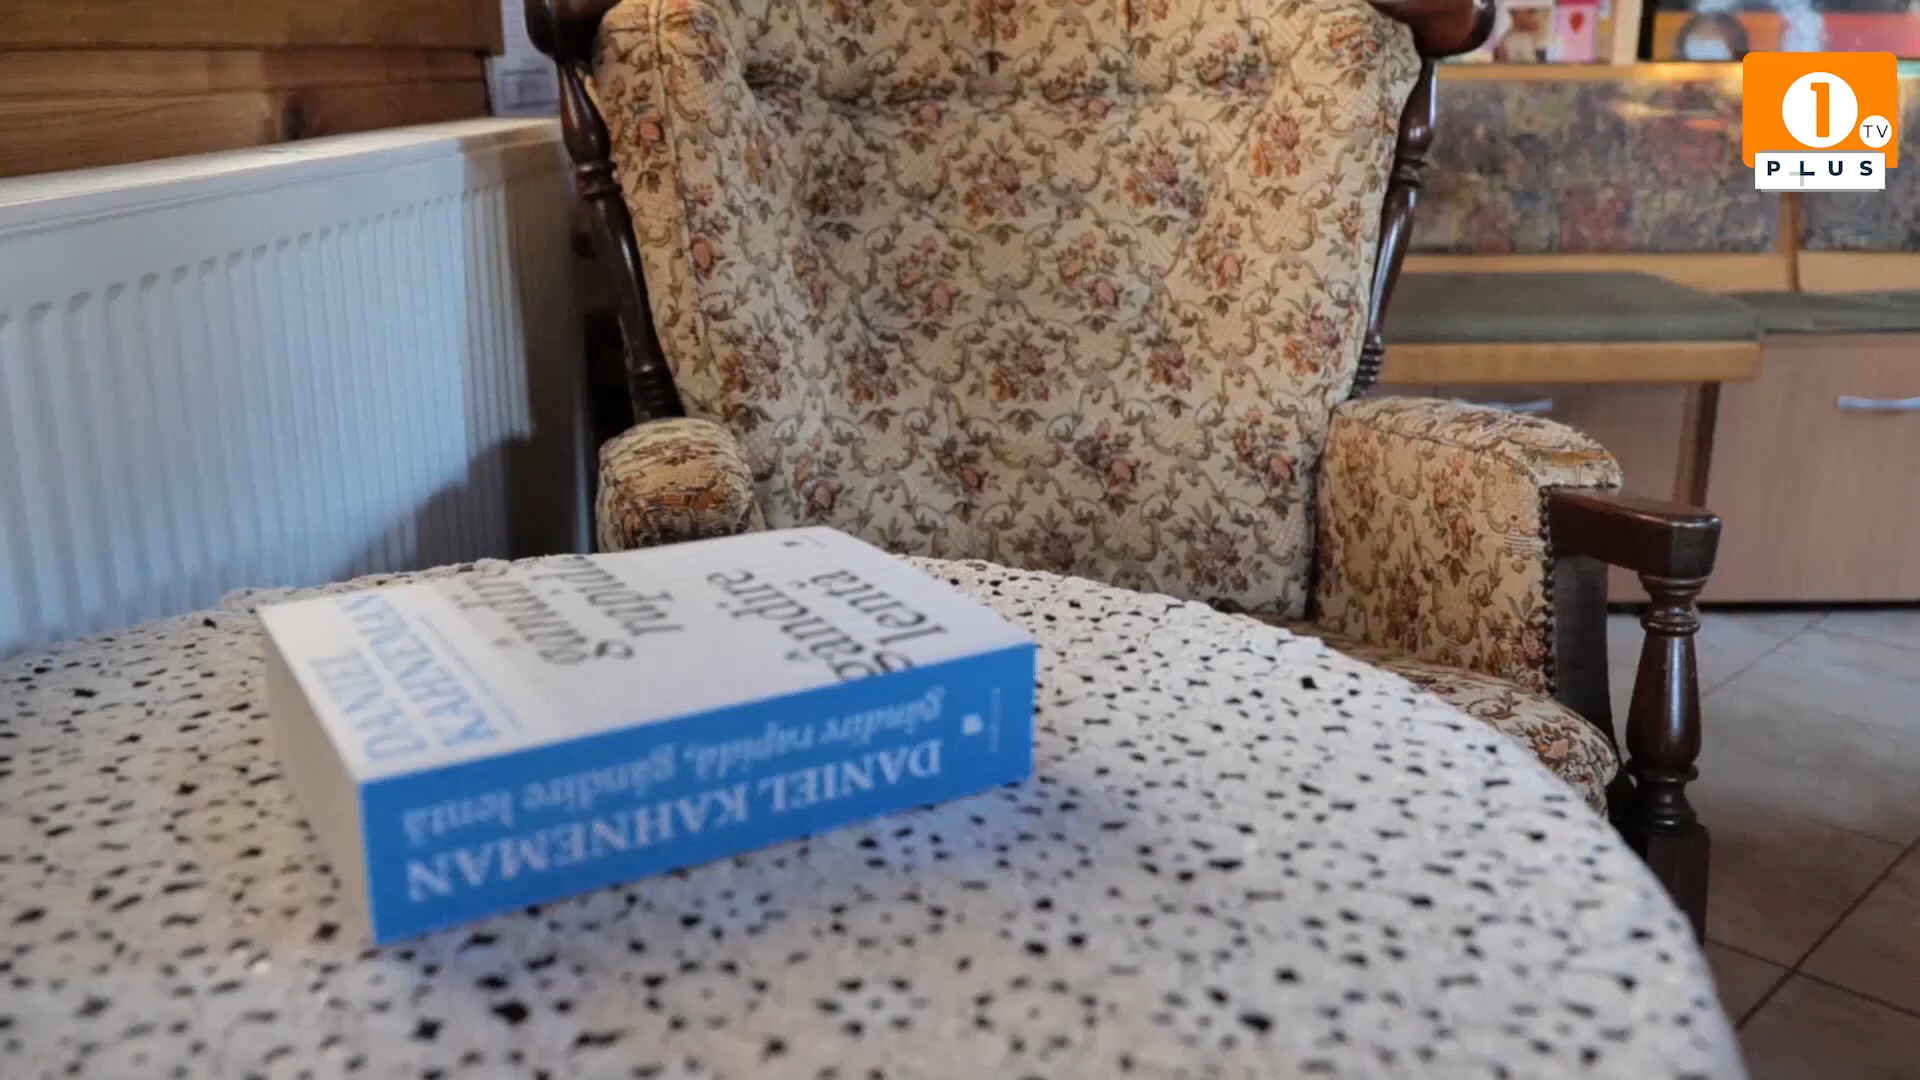 DANIEL
KAHNEMAN
gândire
rapidă
gândire
lentă
DANIEL KAHNEMAN
gândire rapidă, gândire lentă
1
TV
PLUS